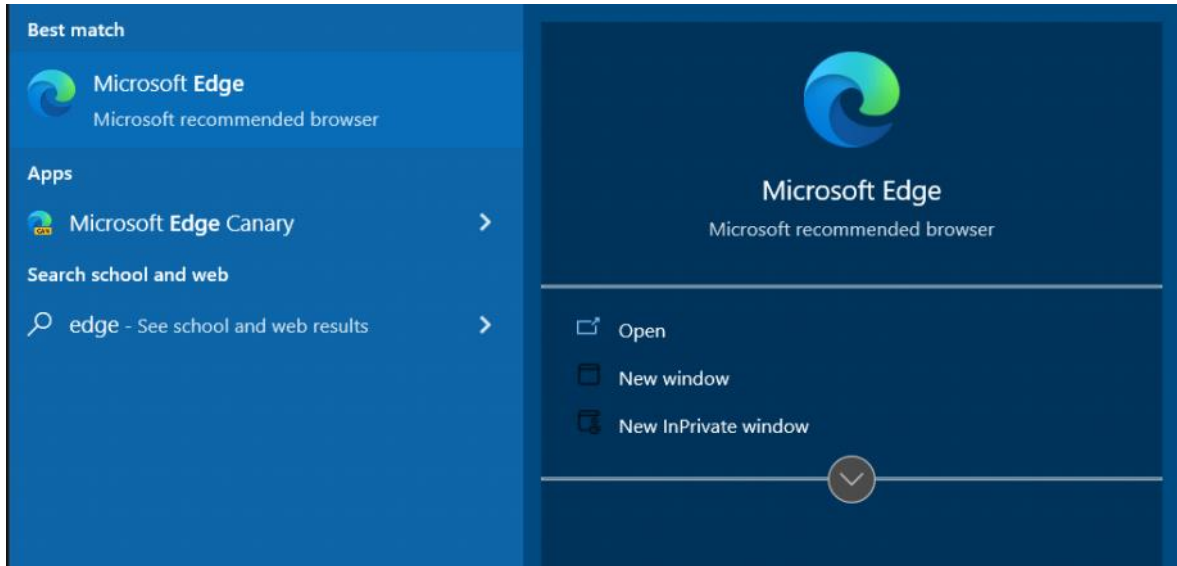 Best match
Microsoft Edge
Microsoft recommended browser
Apps
Microsoft Edge Canary
Search school and web
edge - See school and web results
Microsoft Edge
Microsoft recommended browser
Open
New window
New InPrivate window